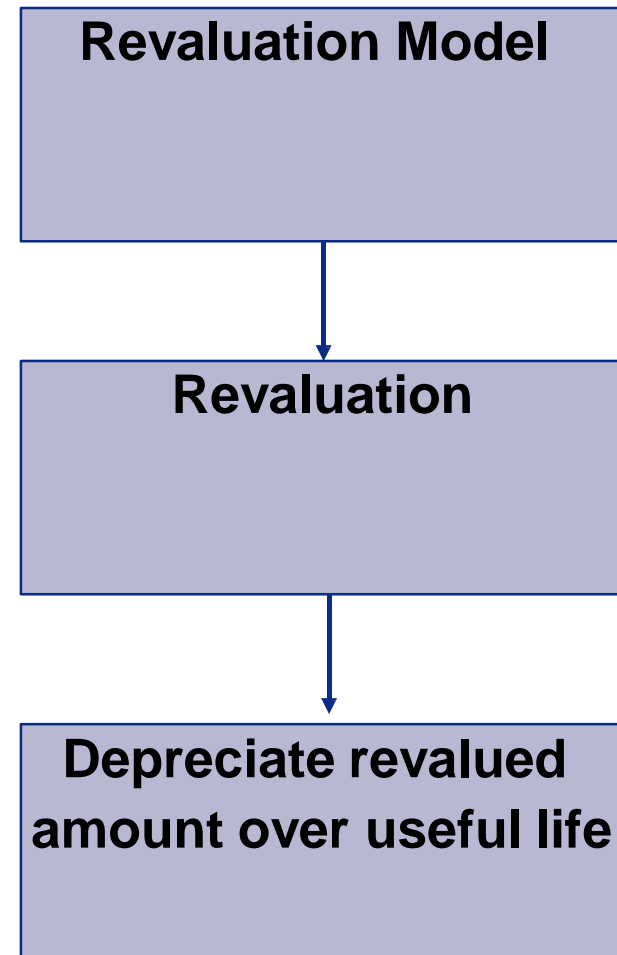 Revaluation Model
Revaluation
Depreciate revalued
amount over useful life